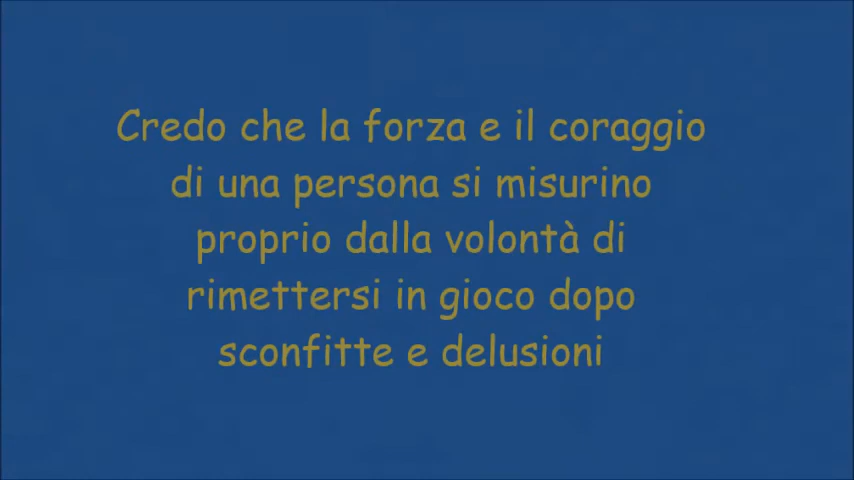 Credo che la forza e il coraggio
di una persona si misurino
proprio dalla volontà di
rimettersi in gioco dopo
sconfitte e delusioni